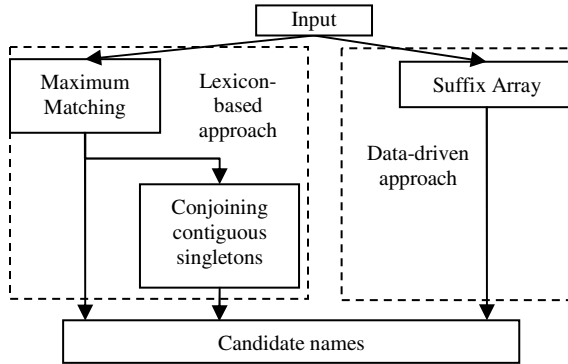 Input
Maximum
Matching
Lexicon-
based
approach
Suffix Array
Data-driven
approach
Conjoining
contiguous
singletons
Candidate names